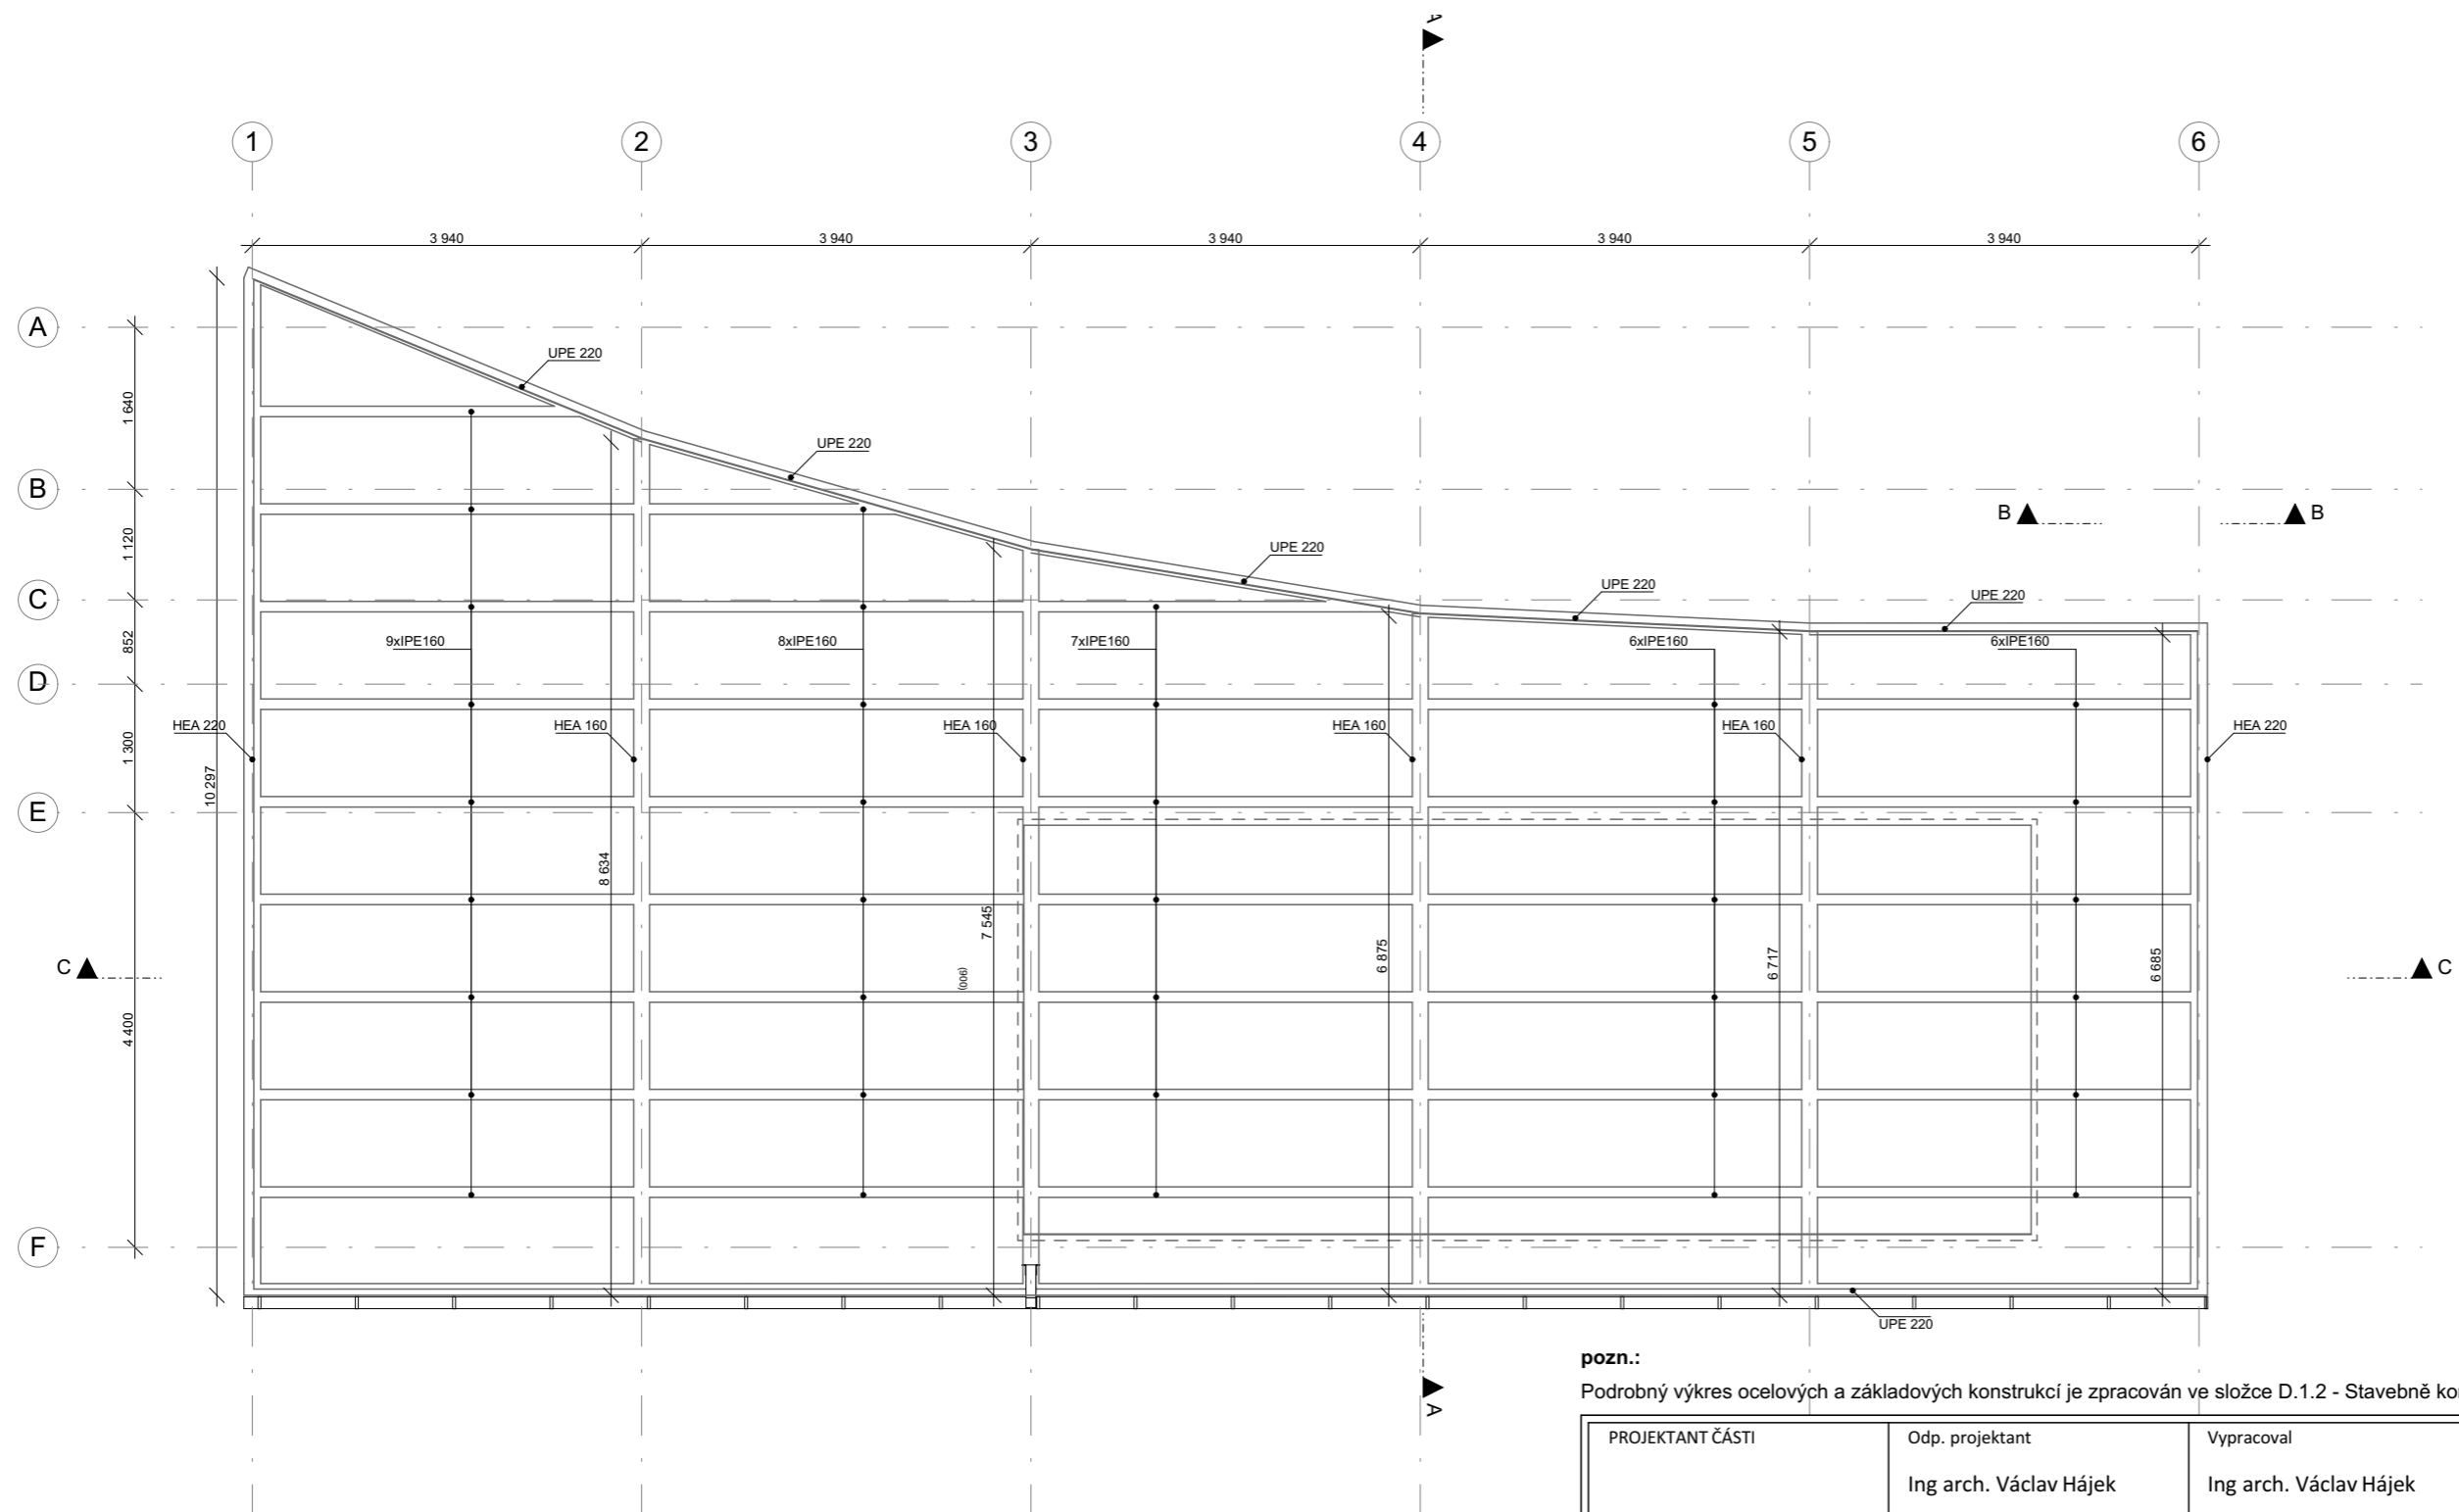 A
1 2 3 4 5 6
3 940 3 940 3 940 3 940 3 940
A
UPE 220
1 640
UPE 220
B
B B
1 120
UPE 220
UPE 220
UPE 220
C
852
9xIPE160 8xIPE160 7xIPE160 6xIPE160 6xIPE160
D
HEA 220 HEA 160 HEA 160 HEA 160 HEA 160 HEA 220
1 300
10 297
E
8 634
7 545
6 875
6 717
6 685
C C
(900)
4 400
F
UPE 220
A
pozn.:
Podrobný výkres ocelových a základových konstrukcí je zpracován ve složce D.1.2 - Stavebně
PROJEKTANT ČÁSTI Odp. projektant Vypracoval
Ing arch. Václav Hájek Ing arch. Václav Hájek